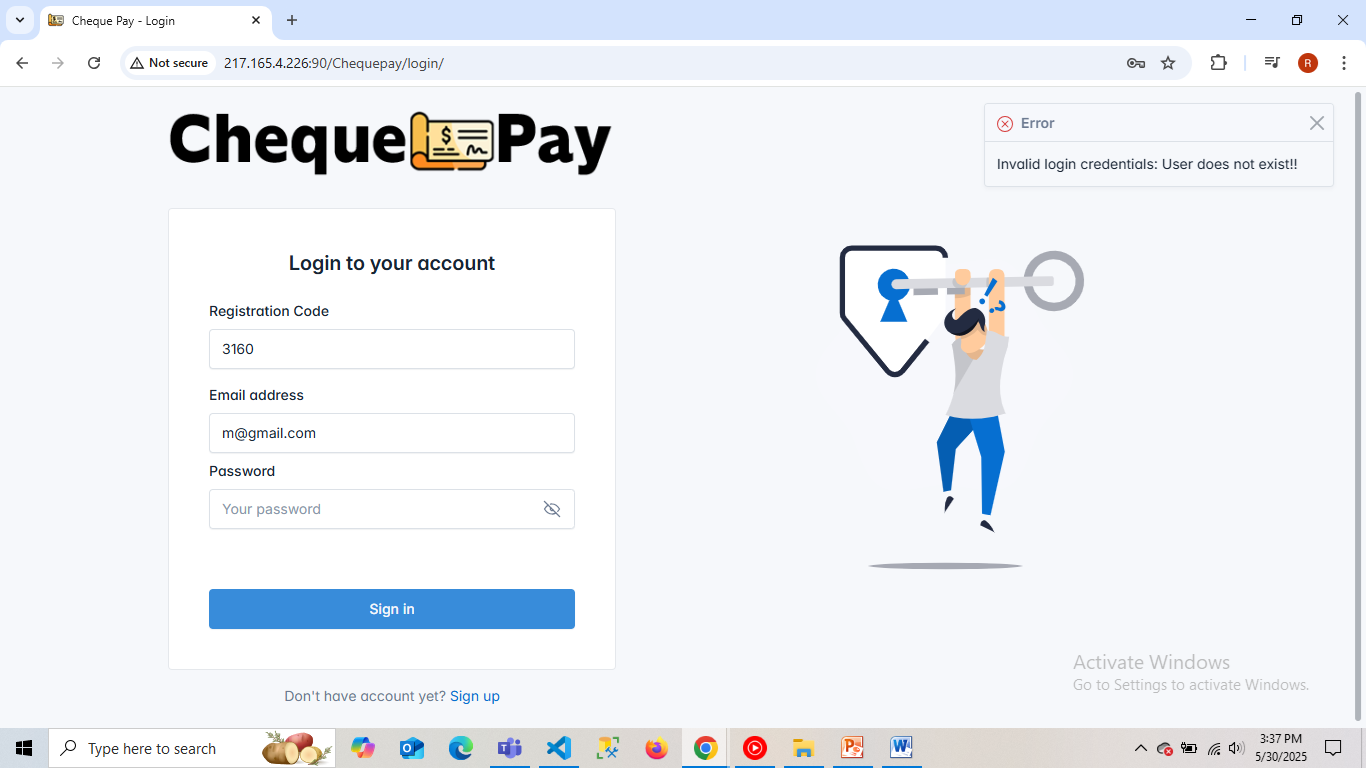 Cheque Pay - Login
Not secure
217.165.4.226:90/Chequepay/login/
R
Cheque Pay
Error
Invalid login credentials: User does not exist!!
Login to your account
Registration Code
3160
Email address
m@gmail.com
Password
Your password
Sign in
Don't have account yet? Sign up
Activate Windows
Go to Settings to activate Windows.
Type here to search
3:37 PM
5/30/2025